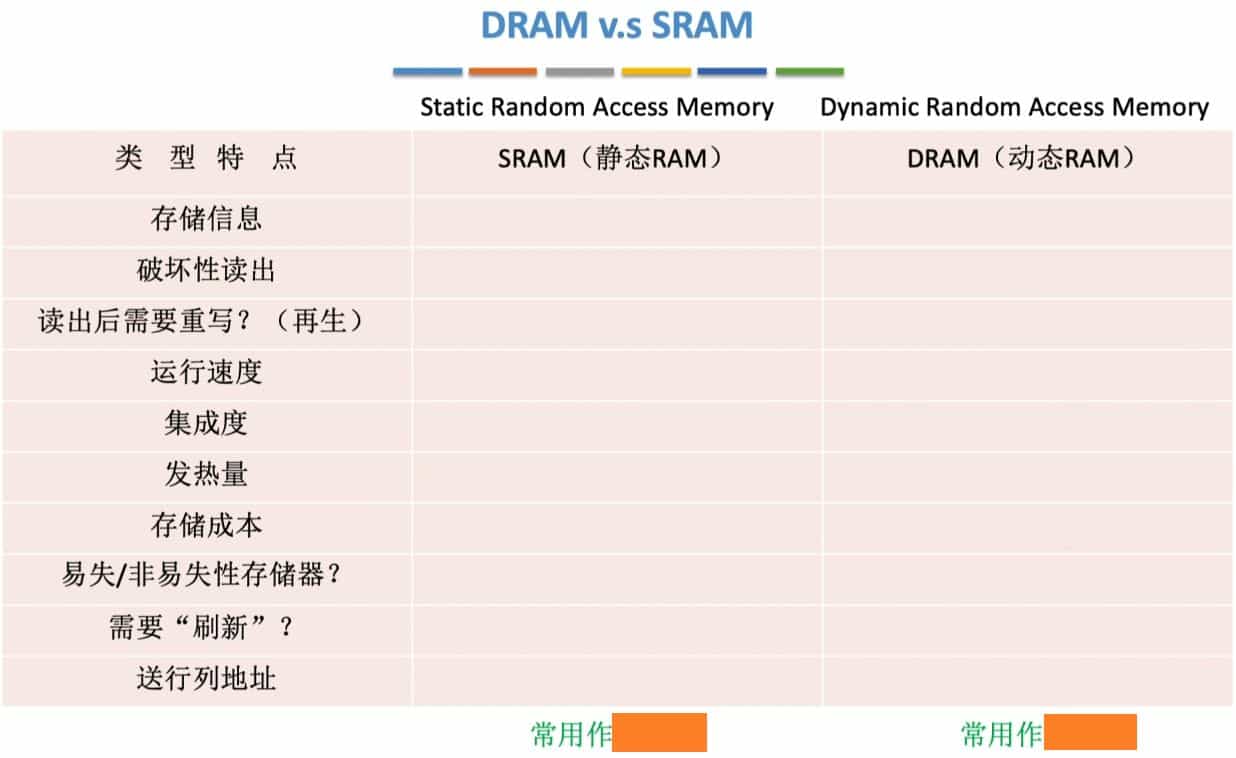 DRAM v.s SRAM
Static Random Access Memory Dynamic Random Access Memory
类 型 特 点 SRAM（静态RAM） DRAM（动态RAM）
存储信息
破坏性读出
读出后需要重写？（再生）
运行速度
集成度
发热量
存储成本
易失/非易失性存储器？
需要“刷新”？
送行列地址
常用作 常用作